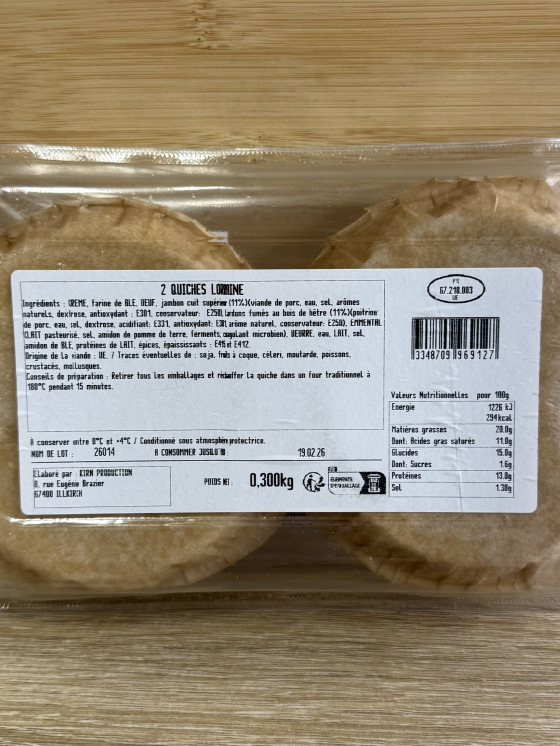 2 QUICHES LORRAINE
Ingrédients : CREME, farine de BLE, OEUF, jambon cuit supérieur (11%)(viande de porc, eau, sel, arômes
naturels, dextrose, antioxydant : E301, conservateur: E250), lardons fumés au bois de hêtre (11%)(poitrine
de porc, eau, sel, dextrose, acidifiant: E331, antioxydant: E301, arôme naturel, conservateur: E250), EMMENTAL
(LAIT pasteurisé, sel, amidon de pomme de terre, ferments, coagulant microbien), BEURRE, eau, LAIT, sel,
amidon de BLE, protéines de LAIT, épices, épaississants : E415 et E412.
Origine de la viande : UE. / Traces éventuelles de : soja, fruits à coque, céleri, moutarde, poissons,
crustacés, mollusques.
Conseils de préparation : Retirer tous les emballages et réchauffer la quiche dans un four traditionnel à
180°C pendant 15 minutes.
A conserver entre 0°C et +4°C / Conditionné sous atmosphère protectrice.
NUM DE LOT : 26014 A CONSOMMER JUSQU'AU : 19.02.26
Elaboré par : KIRN PRODUCTION
8, rue Eugénie Brazier
67400 ILLKIRCH
POIDS NET : 0,300kg
FR
ELEMENTS
D'EMBALLAGE
FR
67.218.003
UE
3348709969127
Valeurs Nutritionnelles pour 100g
Energie 1226 kJ
294kcal
Matières grasses 20.0g
Dont: Acides gras saturés 11.0g
Glucides 15.0g
Dont: Sucres 1.6g
Protéines 13.0g
Sel 1.30g